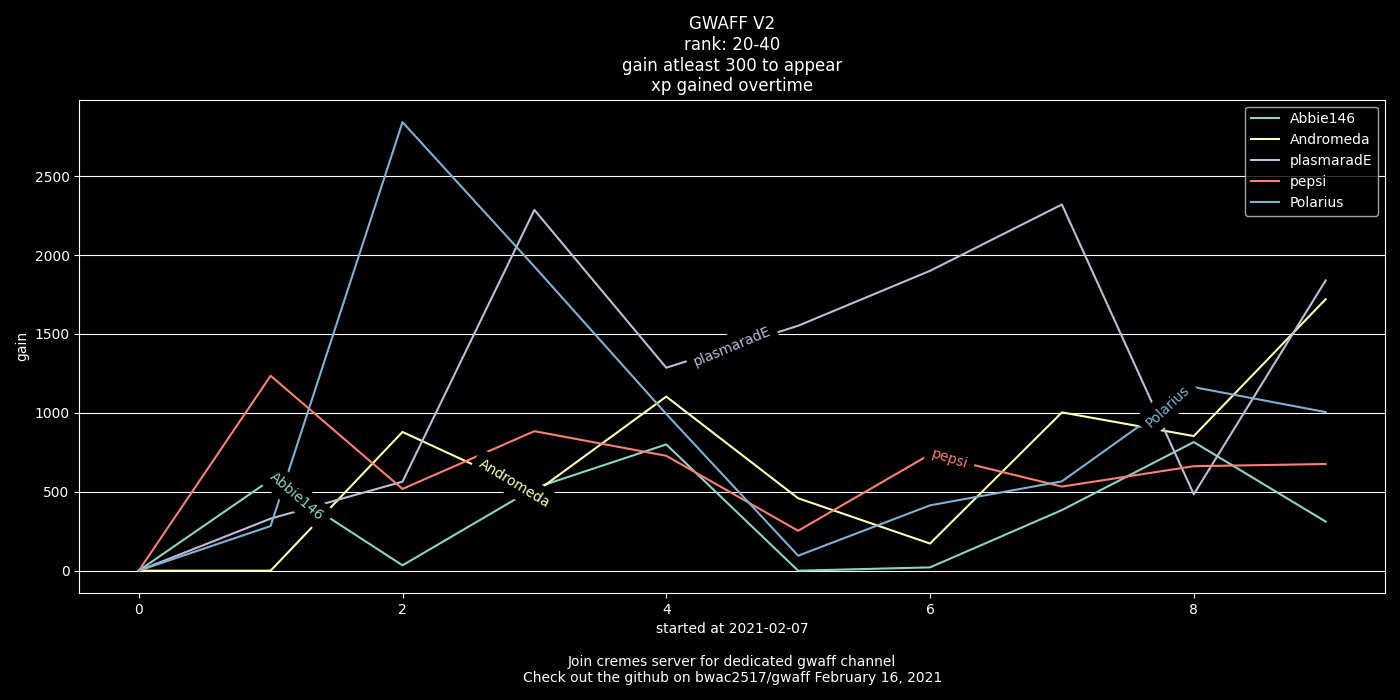 GWAFF V2
rank: 20-40
gain atleast 300 to appear
xp gained overtime
Abbie146
Andromeda
plasmaradE
pepsi
Polarius
2500
2000
1500
1000
500
0
gain
Abbie146
Andromeda
plasmaradE
pepsi
Polarius
0 2 4 6 8
started at 2021-02-07
Join cremes server for dedicated gwaff channel
Check out the github on bwac2517/gwaff February 16, 2021